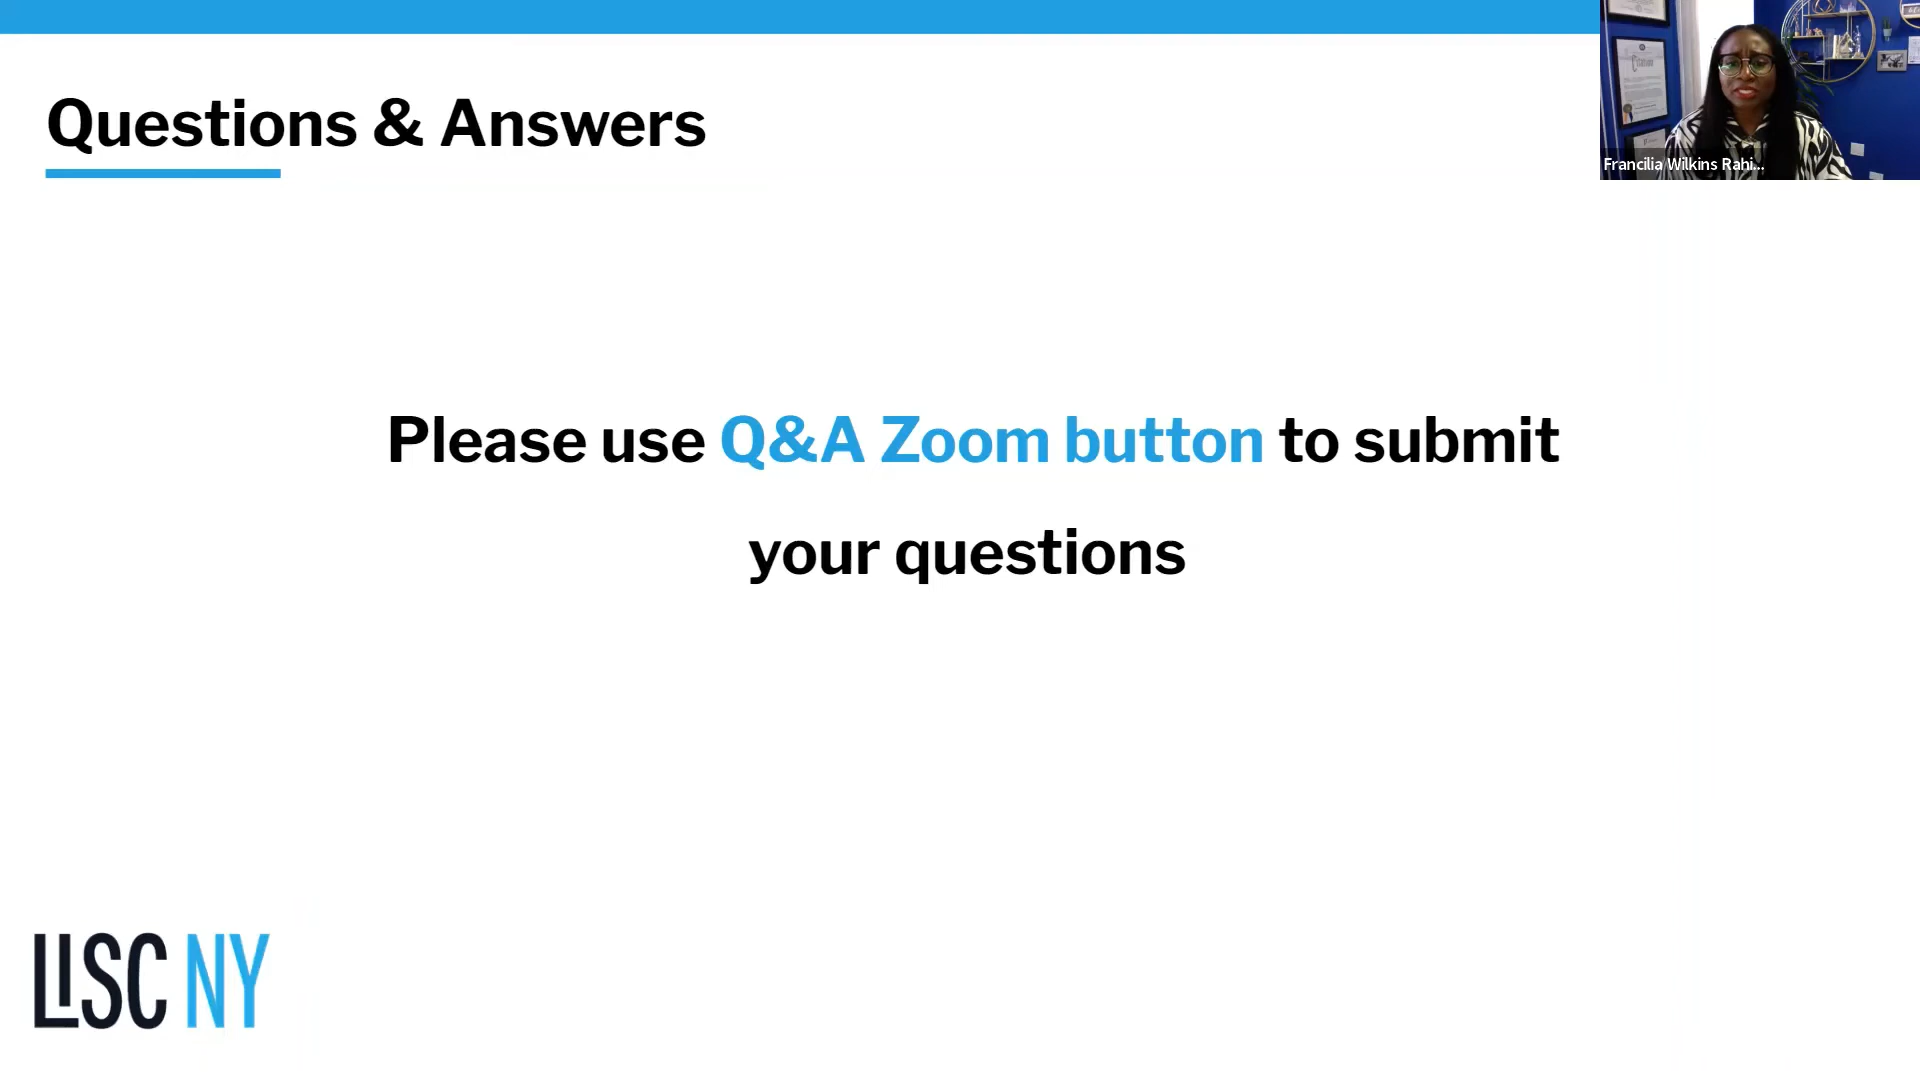 Questions & Answers
Francilia Wilkins Rahi...
Please use Q&A Zoom button to submit
your questions
LISC NY